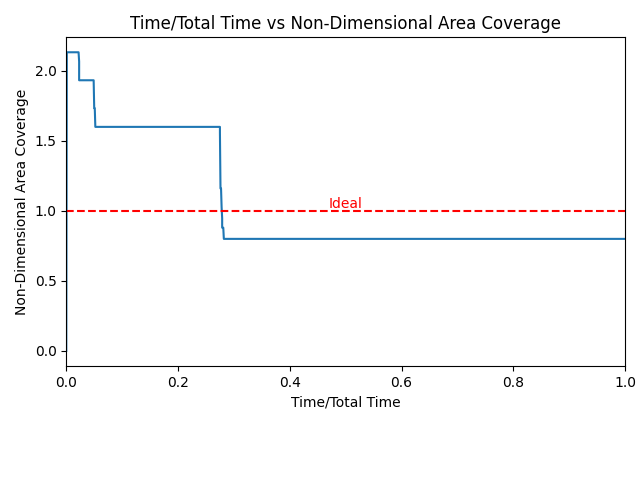 Time/Total Time vs Non-Dimensional Area Coverage
Non-Dimensional Area Coverage
2.0
1.5
1.0
0.5
0.0
Ideal
0.0 0.2 0.4 0.6 0.8 1.0
Time/Total Time